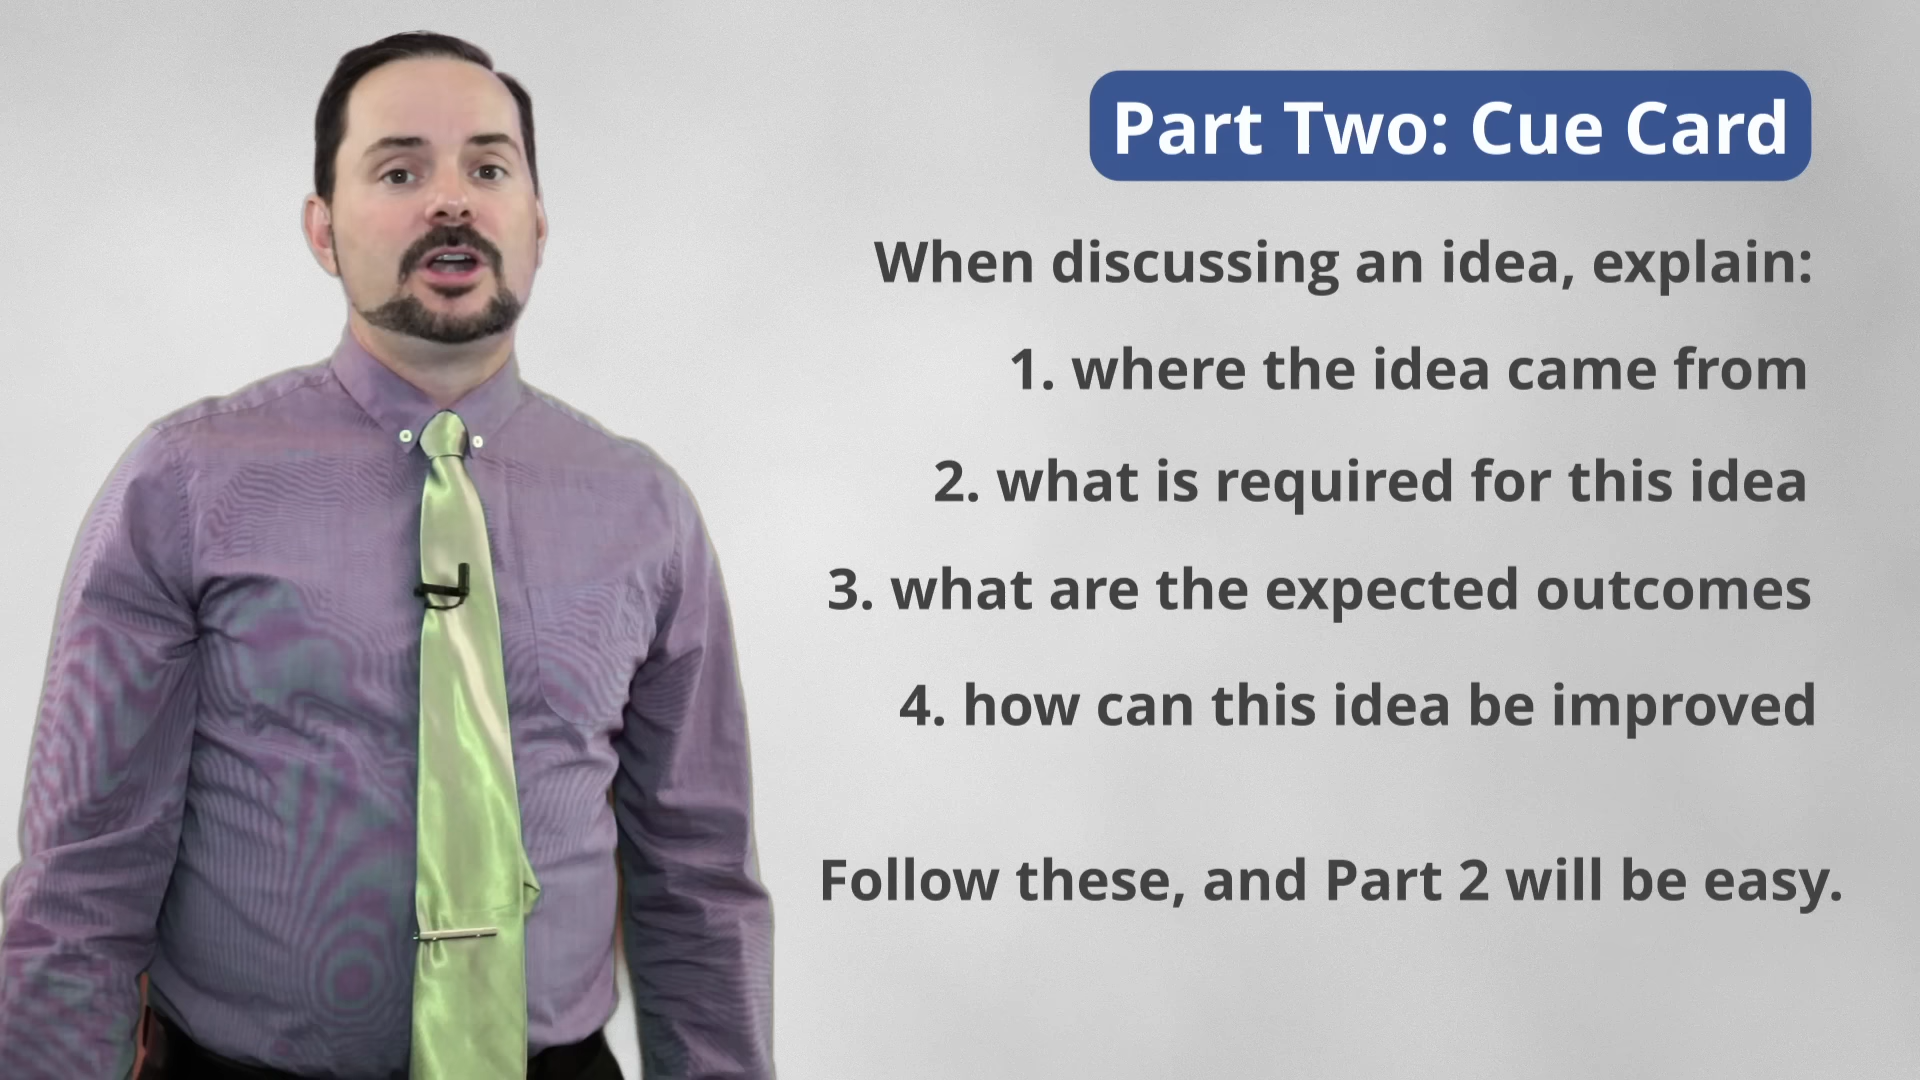 Part Two: Cue Card
When discussing an idea, explain:
1. where the idea came from
2. what is required for this idea
3. what are the expected outcomes
4. how can this idea be improved
Follow these, and Part 2 will be easy.